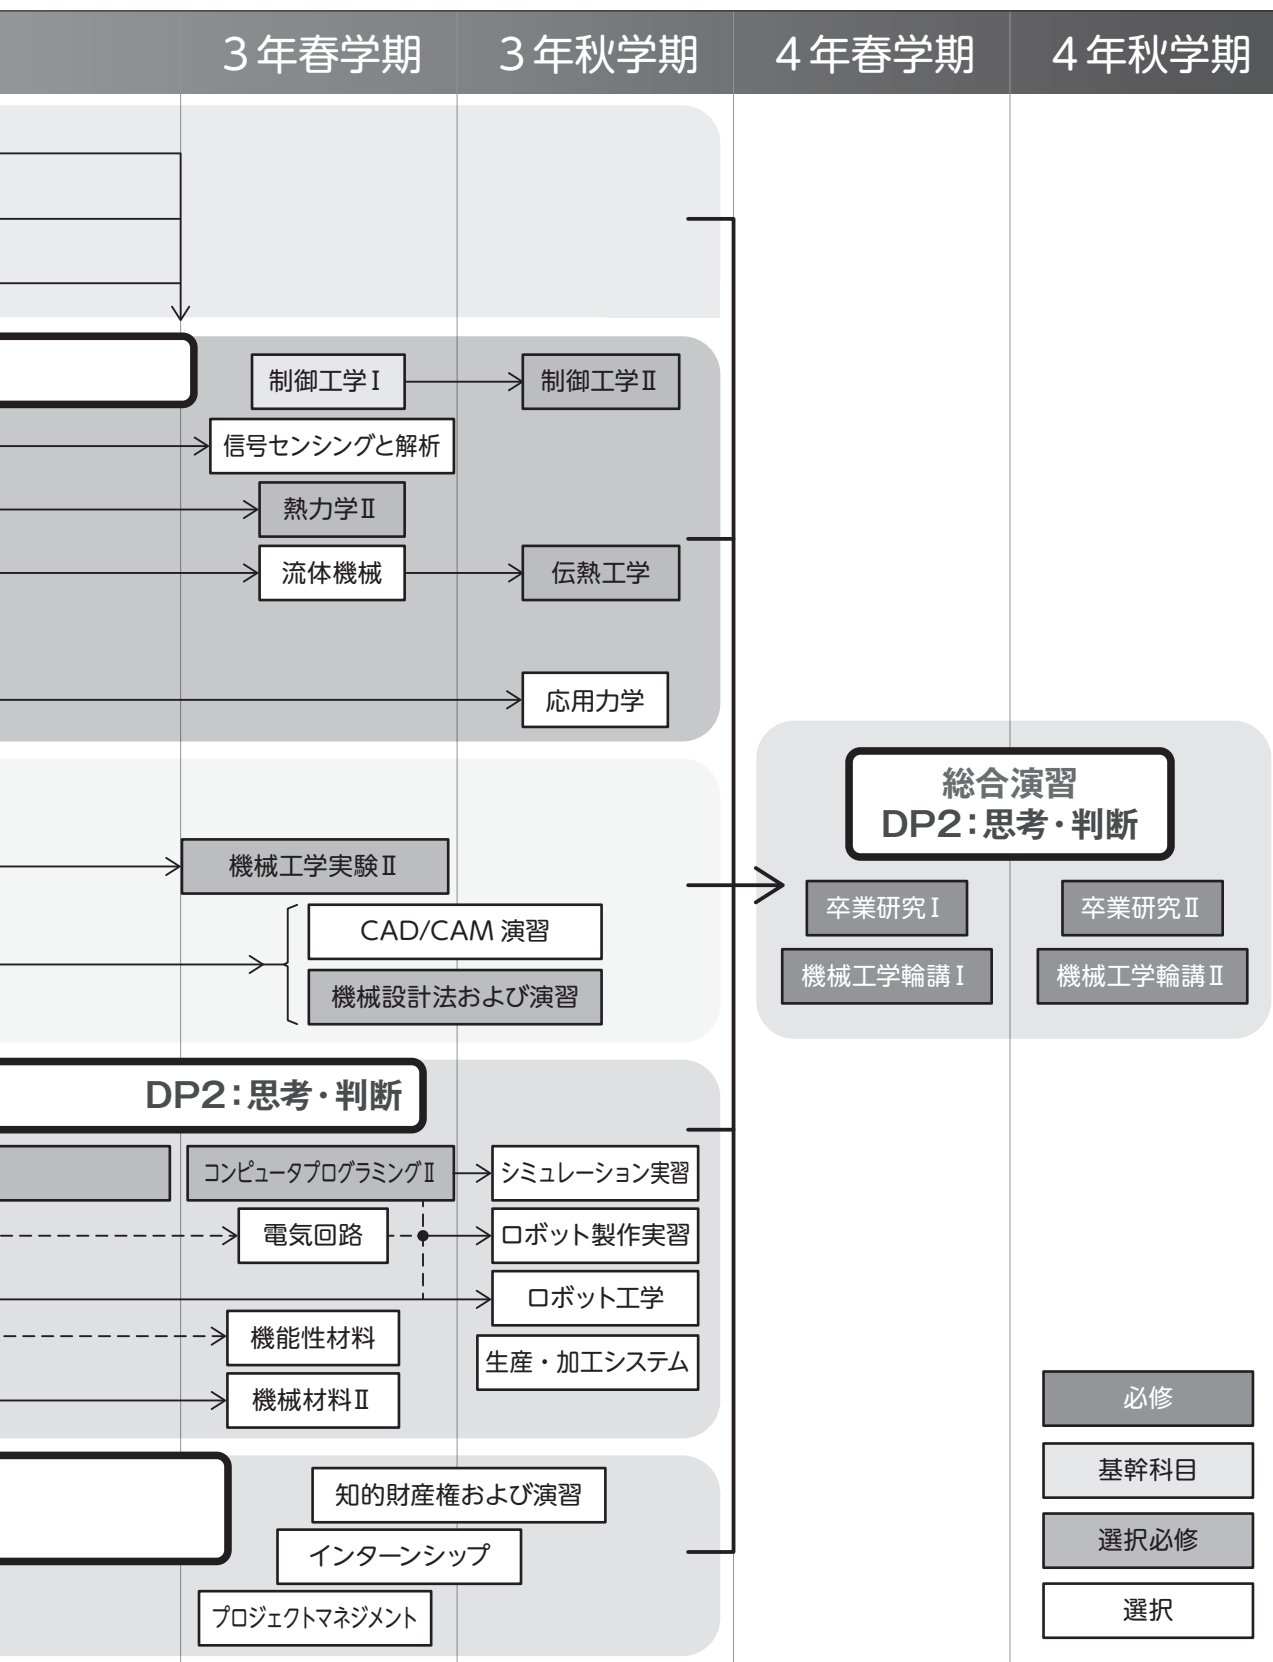 3年春学期
3年秋学期
4年春学期
4年秋学期
制御工学Ⅰ
制御工学Ⅱ
信号センシングと解析
熱力学Ⅱ
流体機械
伝熱工学
応用力学
総合演習
DP2:思考・判断
機械工学実験Ⅱ
卒業研究Ⅰ
卒業研究Ⅱ
CAD/CAM 演習
機械工学輪講Ⅰ
機械工学輪講Ⅱ
機械設計法および演習
DP2:思考・判断
コンピュータプログラミングⅡ
シミュレーション実習
電気回路
ロボット製作実習
ロボット工学
機能性材料
生産・加工システム
機械材料Ⅱ
必修
基幹科目
選択必修
選択
知的財産権および演習
インターンシップ
プロジェクトマネジメント